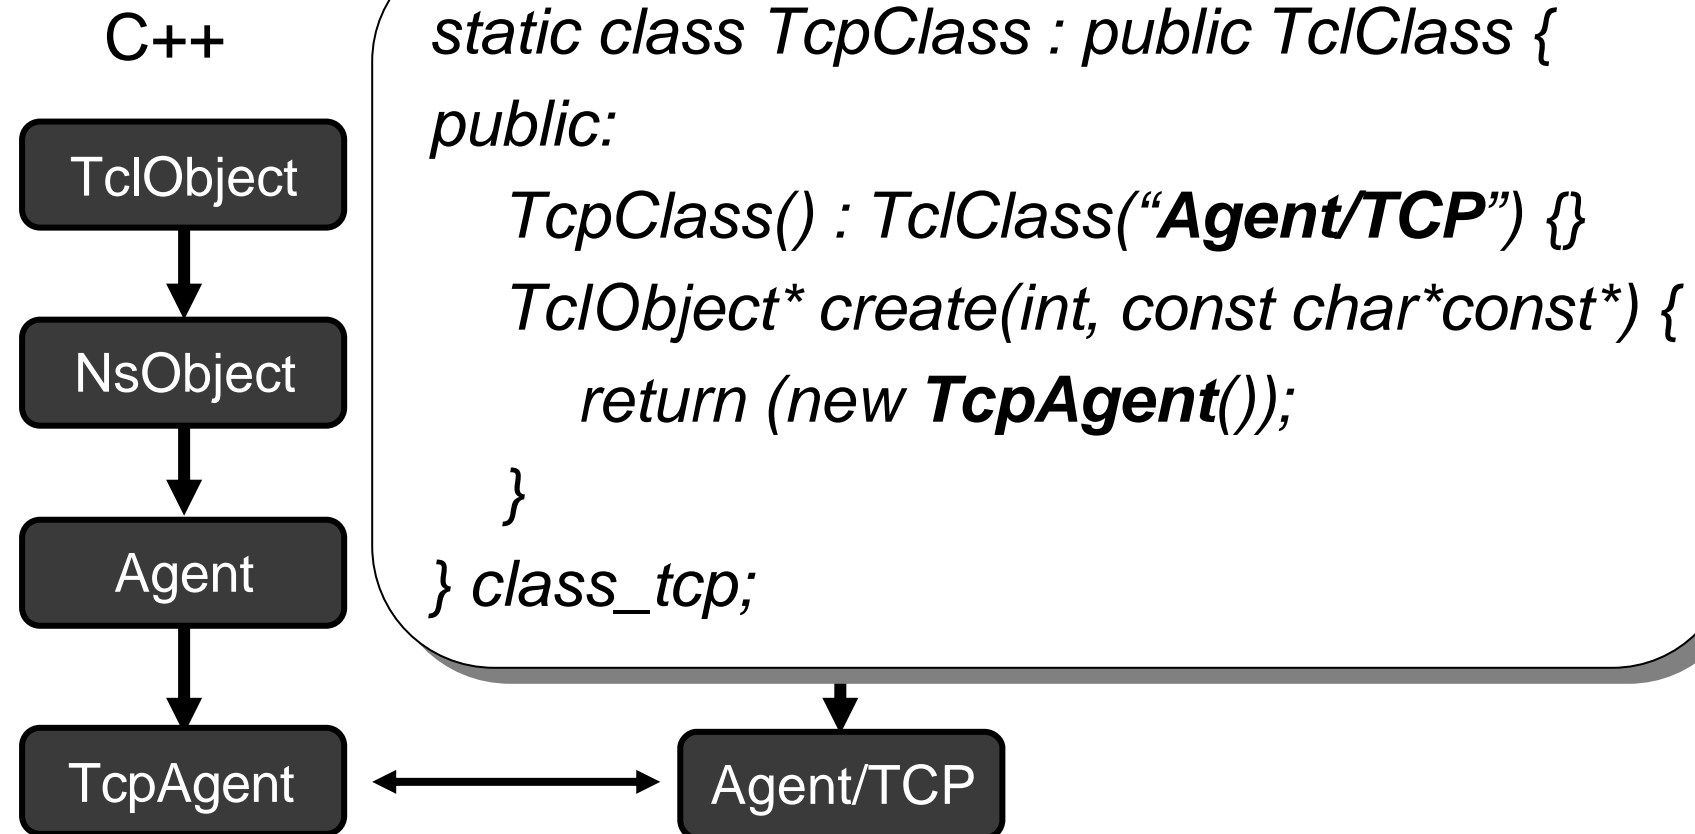 C++
TclObject
NsObject
Agent
TcpAgent
static class TcpClass : public TclClass {
public:
TcpClass() : TclClass(“Agent/TCP”) {}
TclObject* create(int, const char*const*) {
return (new TcpAgent());
}
} class_tcp;
Agent/TCP